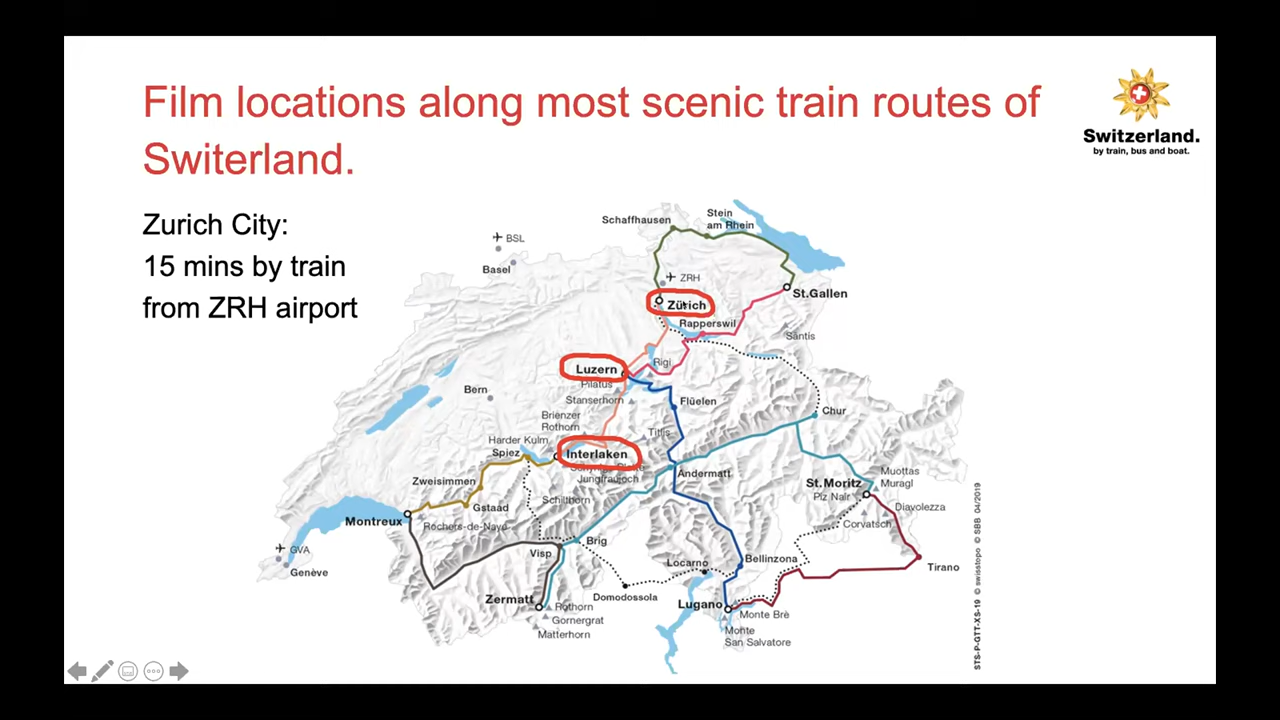 Film locations along most scenic train routes of
Switerland.
Switzerland.
by train, bus and boat.
Zurich City:
15 mins by train
from ZRH airport
Schaffhausen
Stein
am Rhein
BSL
Basel
ZRH
Zürich
St.Gallen
Rapperswil
Säntis
Luzern
Rigi
Pilatus
Stanserhorn
Bern
Flüelen
Chur
Brienzer
Rothorn
Titlis
Harder Kulm
Spiez
Interlaken
Jungfraujoch
Andermatt
Muottas
Muragl
Zweisimmen
St.Moritz
Piz Nair
Gstaad
Schilthorn
Diavolezza
Montreux
Rochers-de-Naye
Corvatsch
GVA
Genève
Visp
Brig
Bellinzona
Locarno
Tirano
Domodossola
Zermatt
Rothorn
Gornergrat
Matterhorn
Lugano
Monte Brè
Monte
San Salvatore
STS-P-GTT-XS-19 © swisstopo © SBB 04/2019